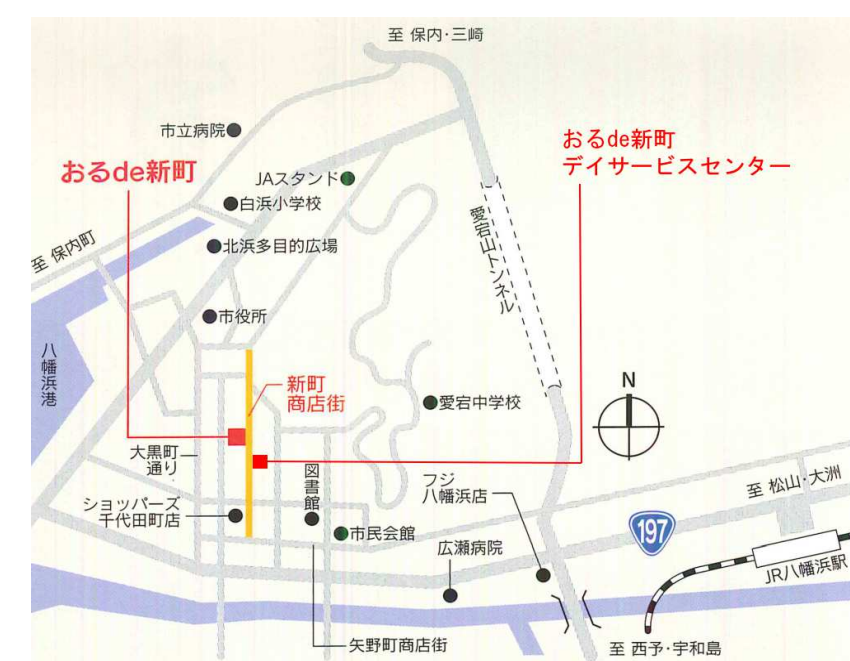 至 保内・三崎
市立病院
おるde新町
デイサービスセンター
おるde新町
JAスタンド
白浜小学校
愛宕山トンネル
北浜多目的広場
至 保内町
市役所
八幡浜港
新町
商店街
N
愛宕中学校
大黒町
通り
図書館
フジ
八幡浜店
至 松山・大洲
ショッパーズ
千代田町店
市民会館
197
広瀬病院
JR八幡浜駅
矢野町商店街
至 西予・宇和島